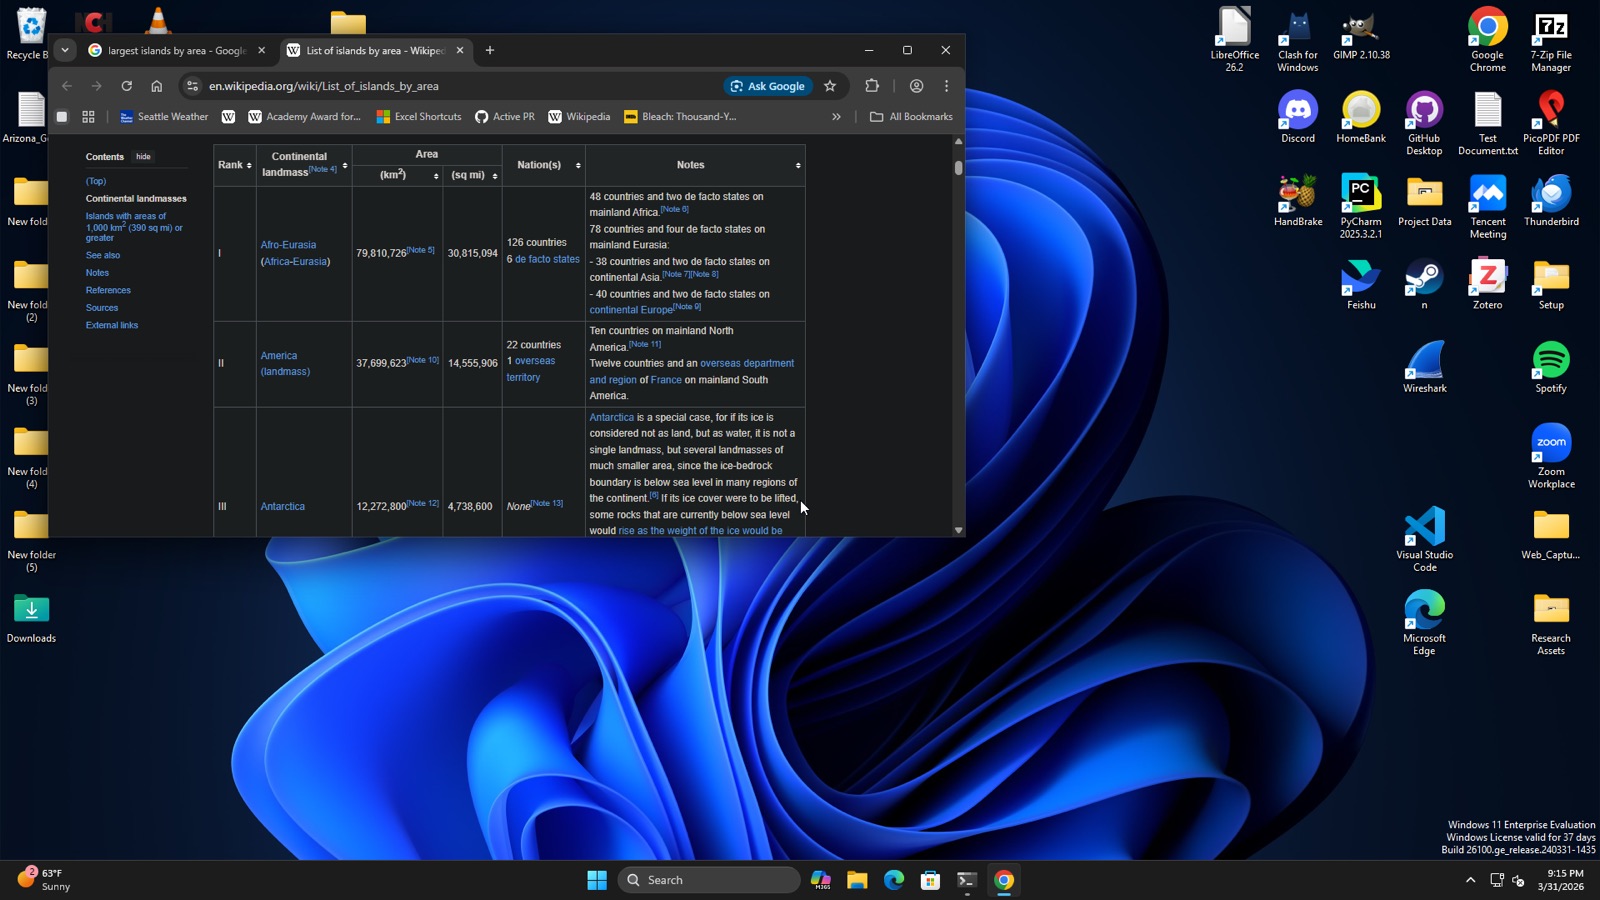 Recycle B
Arizona_G
New fold
New fold
(2)
New fold
(3)
New fold
(4)
New folder
(5)
Downloads
NCH
largest islands by area - Google
List of islands by area - Wikiped
en.wikipedia.org/wiki/List_of_islands_by_area
Ask Google
Seattle Weather
Academy Award for...
Excel Shortcuts
Active PR
Wikipedia
Bleach: Thousand-Y...
All Bookmarks
Contents
hide
(Top)
Continental landmasses
Islands with areas of
1,000 km2 (390 sq mi) or
greater
See also
Notes
References
Sources
External links
Rank
Continental
landmass[Note 4]
Area
(km2)
(sq mi)
Nation(s)
Notes
I
Afro-Eurasia
(Africa-Eurasia)
79,810,726[Note 5]
30,815,094
126 countries
6 de facto states
48 countries and two de facto states on
mainland Africa.[Note 6]
78 countries and four de facto states on
mainland Eurasia:
- 38 countries and two de facto states on
continental Asia.[Note 7][Note 8]
- 40 countries and two de facto states on
continental Europe[Note 9]
II
America
(landmass)
37,699,623[Note 10]
14,555,906
22 countries
1 overseas
territory
Ten countries on mainland North
America.[Note 11]
Twelve countries and an overseas department
and region of France on mainland South
America.
III
Antarctica
12,272,800[Note 12]
4,738,600
None[Note 13]
Antarctica is a special case, for if its ice is
considered not as land, but as water, it is not a
single landmass, but several landmasses of
much smaller area, since the ice-bedrock
boundary is below sea level in many regions of
the continent.[6] If its ice cover were to be lifted,
some rocks that are currently below sea level
would rise as the weight of the ice would be
LibreOffice
26.2
Clash for
Windows
GIMP 2.10.38
Google
Chrome
7-Zip File
Manager
Discord
HomeBank
GitHub
Desktop
Test
Document.txt
PicoPDF PDF
Editor
HandBrake
PyCharm
2025.3.2.1
Project Data
Tencent
Meeting
Thunderbird
Feishu
n
Zotero
Setup
Wireshark
Spotify
zoom
Zoom
Workplace
Visual Studio
Code
Web_Captu...
Microsoft
Edge
Research
Assets
Windows 11 Enterprise Evaluation
Windows License valid for 37 days
Build 26100.ge_release.240331-1435
2
63°F
Sunny
Search
M365
9:15 PM
3/31/2026